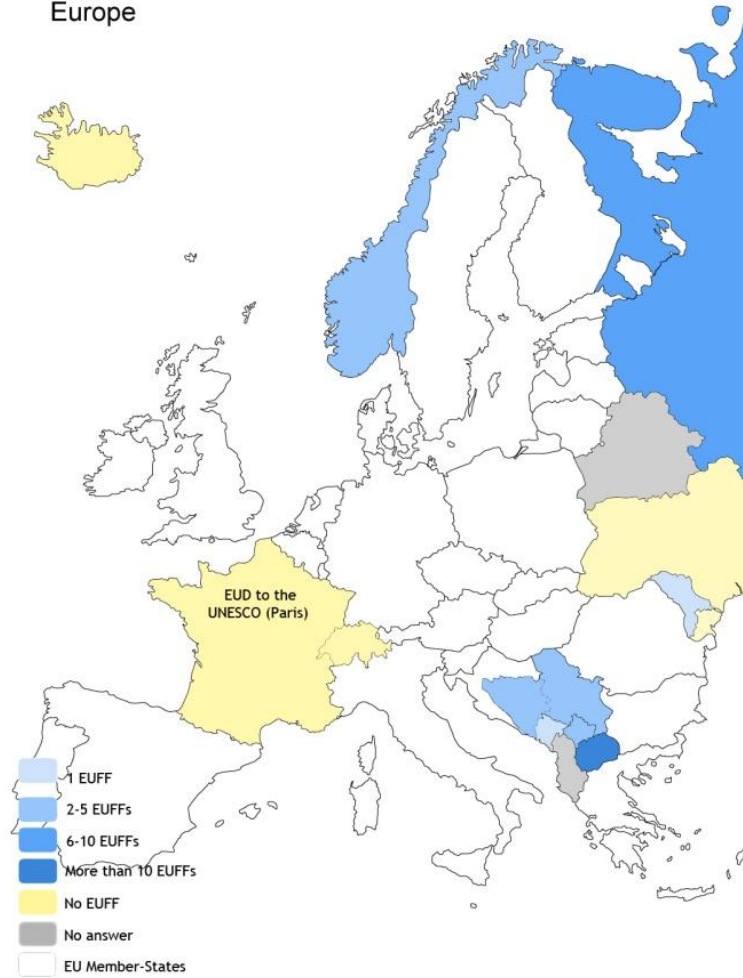 Europe
EUD to the
UNESCO (Paris)
1 EUFF
2-5 EUFFs
6-10 EUFFs
More than 10 EUFFs
No EUFF
No answer
EU Member-States